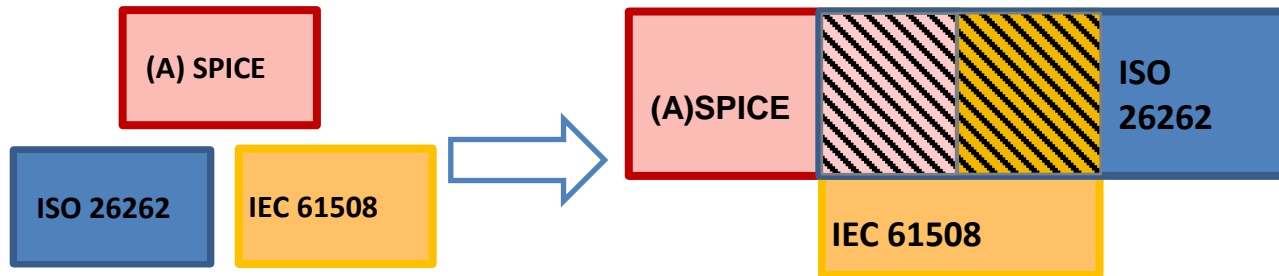 (A) SPICE
ISO 26262
IEC 61508
(A)SPICE
ISO
26262
IEC 61508